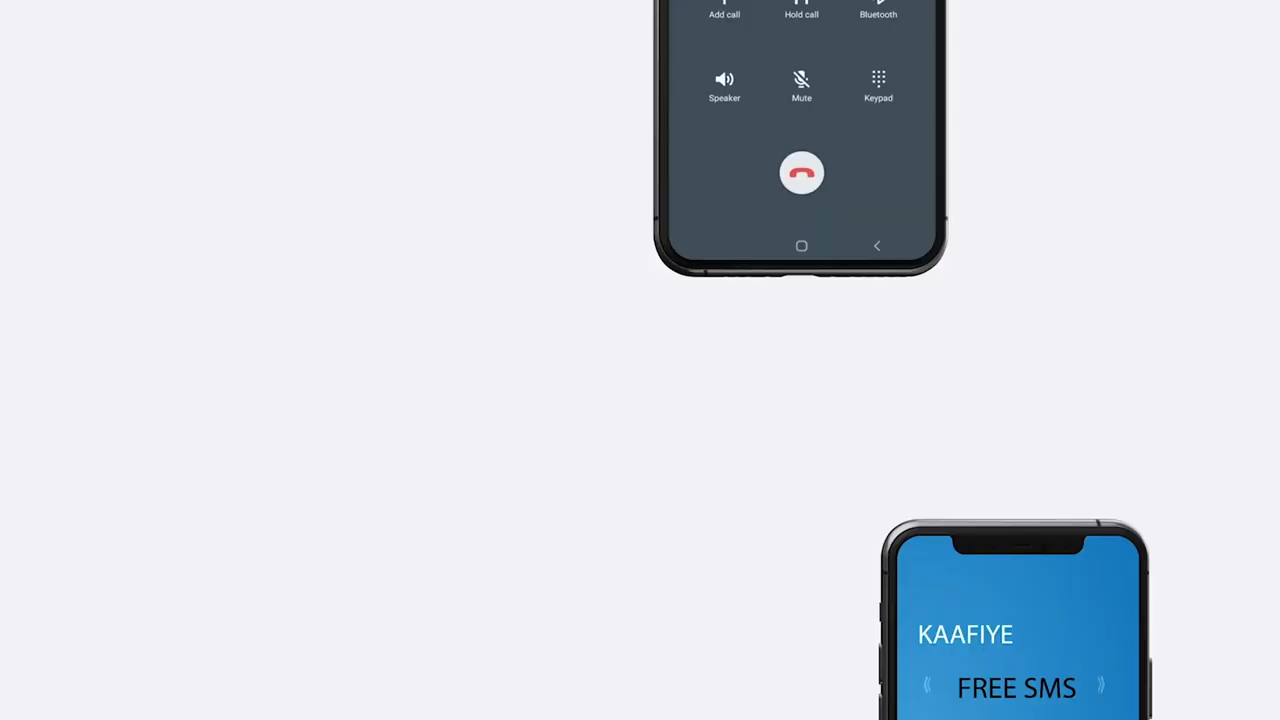 Add call Hold call Bluetooth
Speaker Mute Keypad
KAAFIYE
FREE SMS